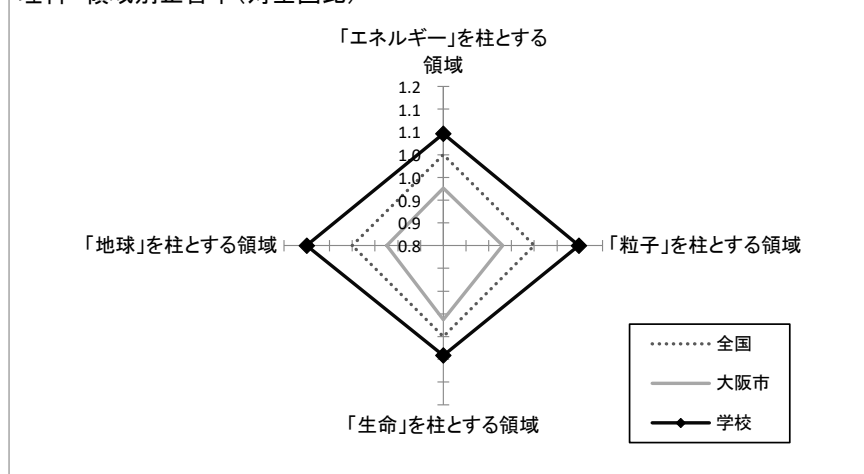 「エネルギー」を柱とする
領域
1.2
1.1
1.1
1.0
1.0
0.9
0.9
0.8
「地球」を柱とする領域
「粒子」を柱とする領域
全国
大阪市
学校
「生命」を柱とする領域